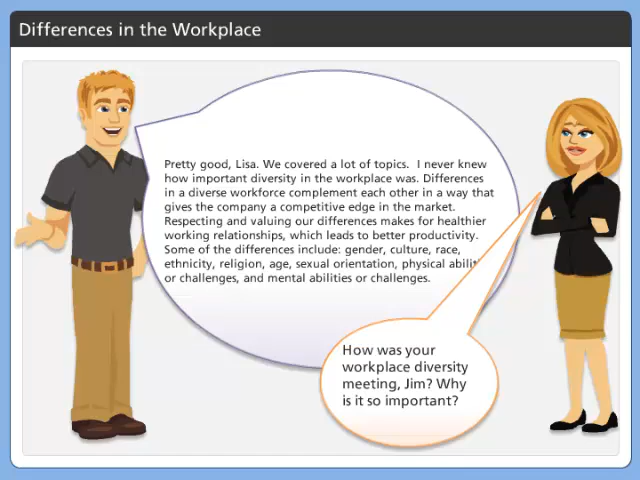 Differences in the Workplace
Pretty good, Lisa. We covered a lot of topics.  I never knew
how important diversity in the workplace was. Differences
in a diverse workforce complement each other in a way that
gives the company a competitive edge in the market.
Respecting and valuing our differences makes for healthier
working relationships, which leads to better productivity.
Some of the differences include: gender, culture, race,
ethnicity, religion, age, sexual orientation, physical abilities
or challenges, and mental abilities or challenges.
How was your
workplace diversity
meeting, Jim? Why
is it so important?